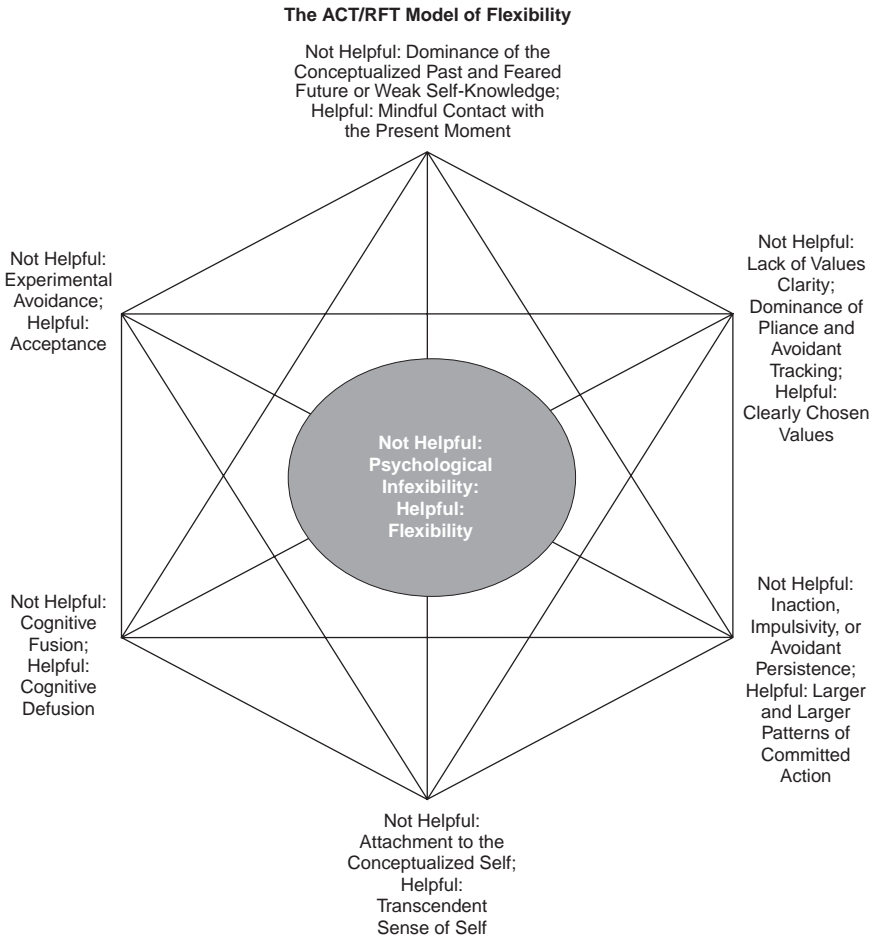 The ACT/RFT Model of Flexibility
Not Helpful: Dominance of the
Conceptualized Past and Feared
Future or Weak Self-Knowledge;
Helpful: Mindful Contact with
the Present Moment
Not Helpful:
Experimental
Avoidance;
Helpful:
Acceptance
Not Helpful:
Lack of Values
Clarity;
Dominance of
Pliance and
Avoidant
Tracking;
Helpful:
Clearly Chosen
Values
Not Helpful:
Psychological
Infexibility:
Helpful:
Flexibility
Not Helpful:
Cognitive
Fusion;
Helpful:
Cognitive
Defusion
Not Helpful:
Inaction,
Impulsivity, or
Avoidant
Persistence;
Helpful: Larger
and Larger
Patterns of
Committed
Action
Not Helpful:
Attachment to the
Conceptualized Self;
Helpful:
Transcendent
Sense of Self